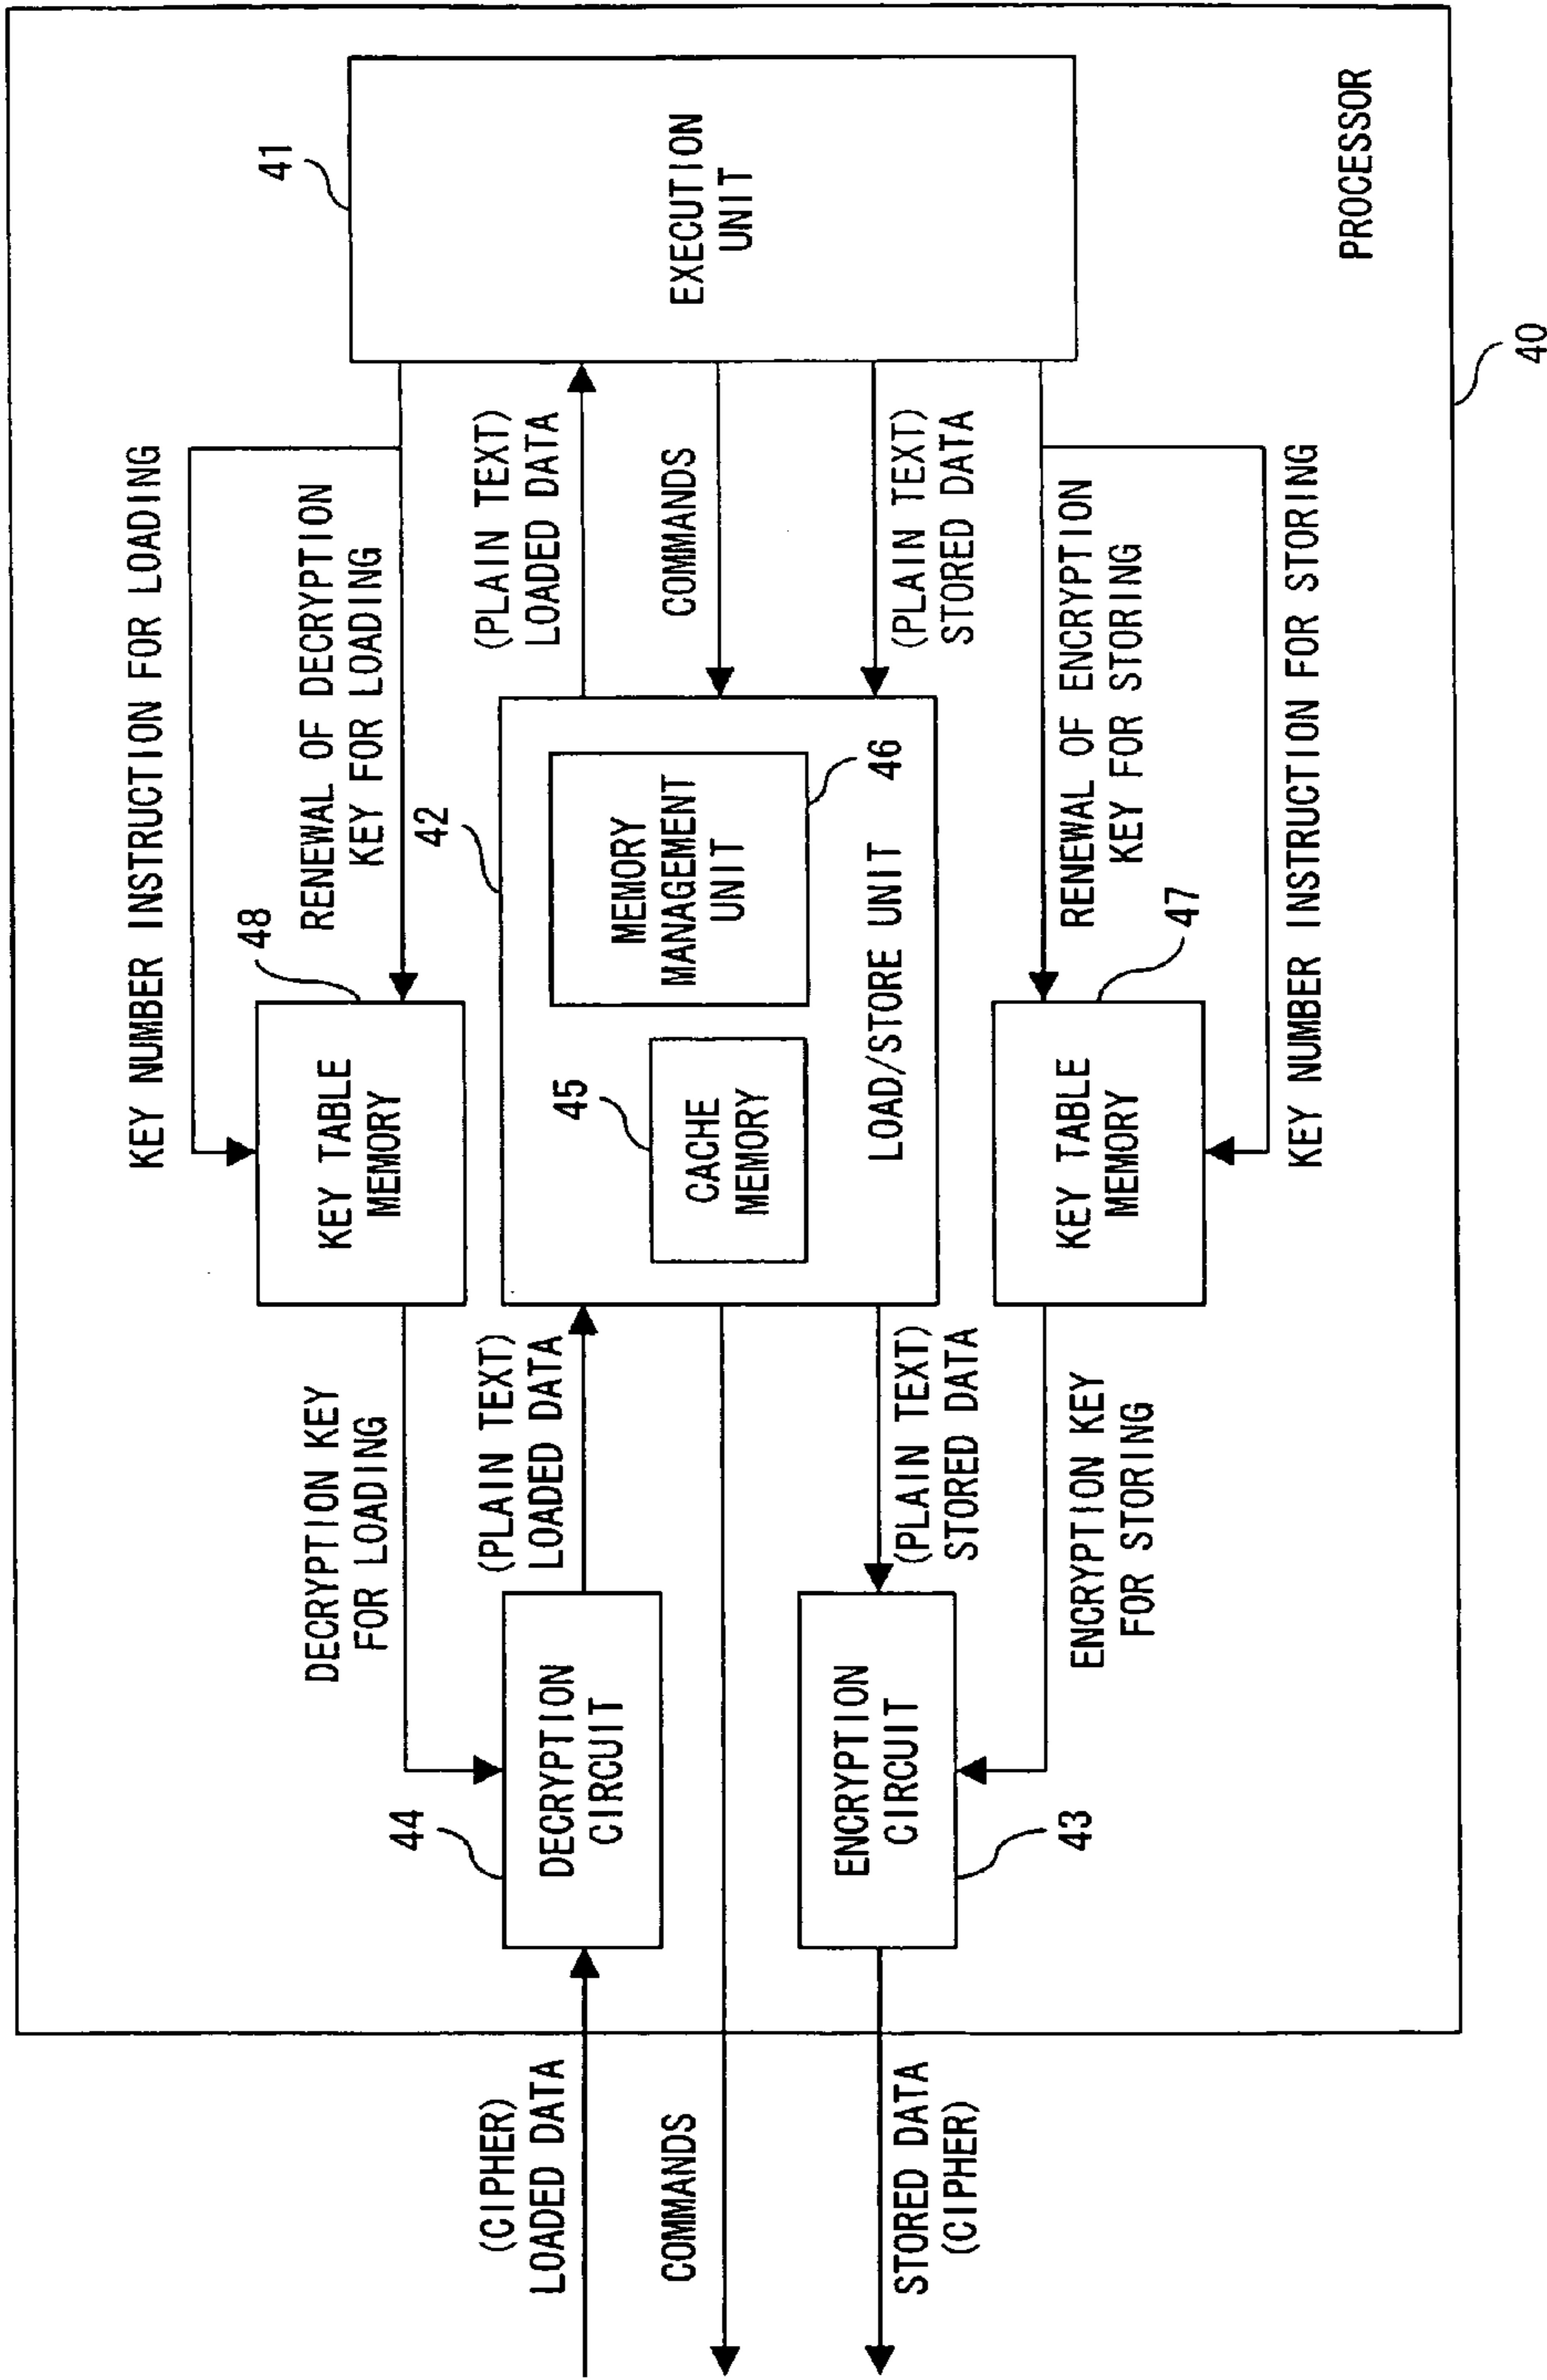 KEY NUMBER INSTRUCTION FOR LOADING
48
RENEWAL OF DECRYPTION
KEY FOR LOADING
41
DECRYPTION KEY
FOR LOADING
KEY TABLE
MEMORY
44
42
(CIPHER)
LOADED DATA
(PLAIN TEXT)
LOADED DATA
(PLAIN TEXT)
LOADED DATA
DECRYPTION
CIRCUIT
45
CACHE
MEMORY
MEMORY
MANAGEMENT
UNIT
46
COMMANDS
COMMANDS
EXECUTION
UNIT
LOAD/STORE UNIT
ENCRYPTION
CIRCUIT
STORED DATA
(CIPHER)
(PLAIN TEXT)
STORED DATA
(PLAIN TEXT)
STORED DATA
43
ENCRYPTION KEY
FOR STORING
KEY TABLE
MEMORY
47
RENEWAL OF ENCRYPTION
KEY FOR STORING
KEY NUMBER INSTRUCTION FOR STORING
PROCESSOR
40